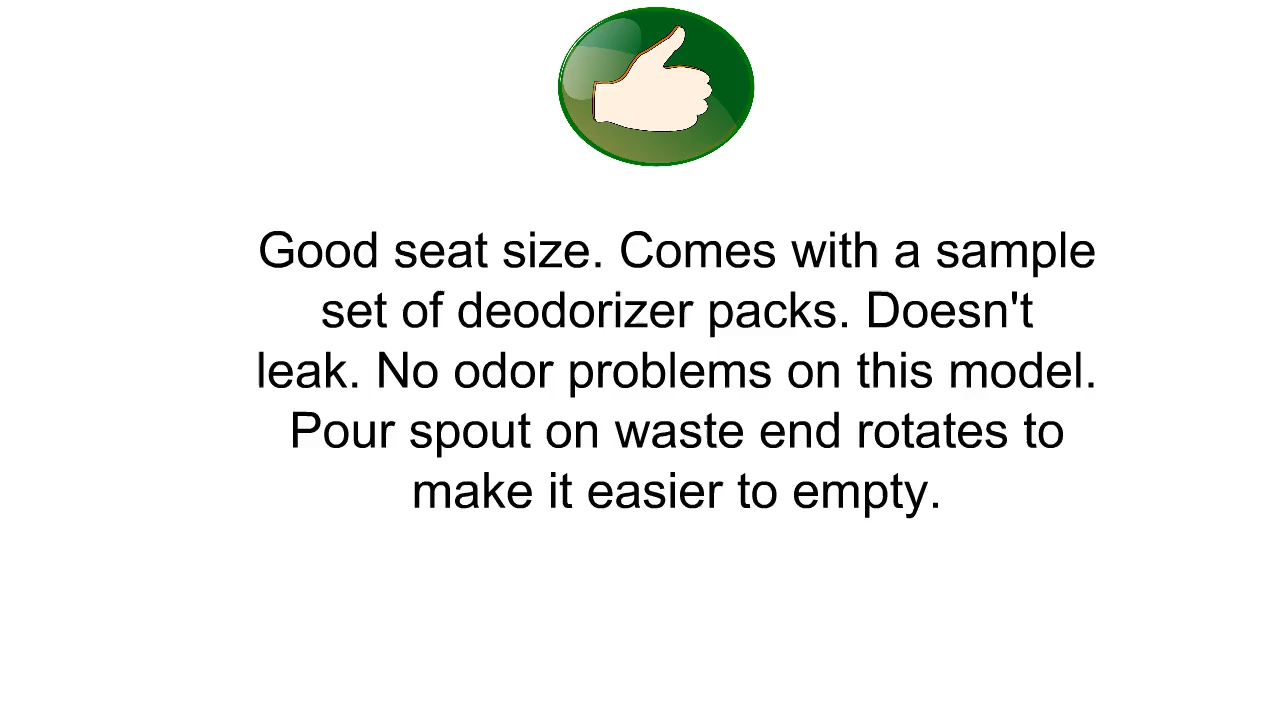 Good seat size. Comes with a sample
set of deodorizer packs. Doesn't
leak. No odor problems on this model.
Pour spout on waste end rotates to
make it easier to empty.